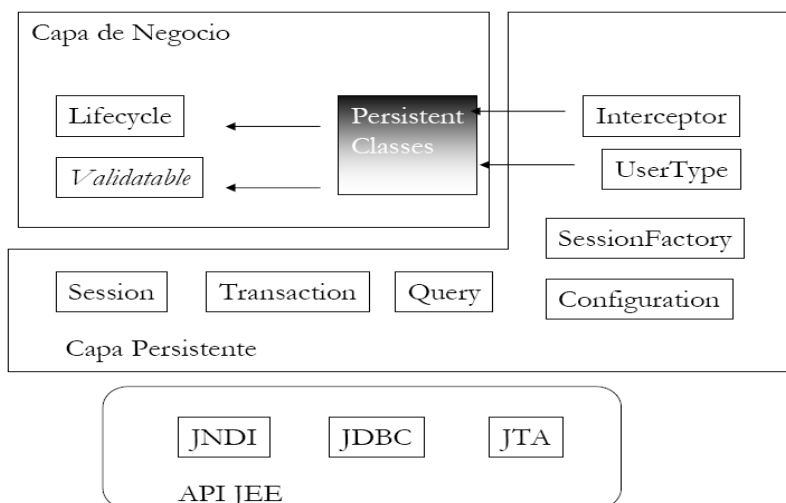 Capa de Negocio
Lifecycle
Persistent
Classes
Interceptor
Validatable
UserType
SessionFactory
Session
Transaction
Query
Configuration
Capa Persistente
JNDI
JDBC
JTA
API JEE